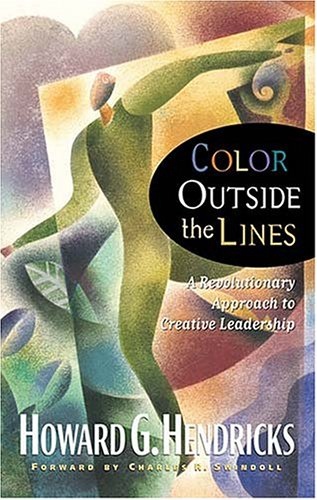 COLOR
OUTSIDE
the LINES
A Revolutionary
Approach to
Creative Leadership
HOWARD G. HENDRICKS
FORWARD BY CHARLES R. SWINDOLL